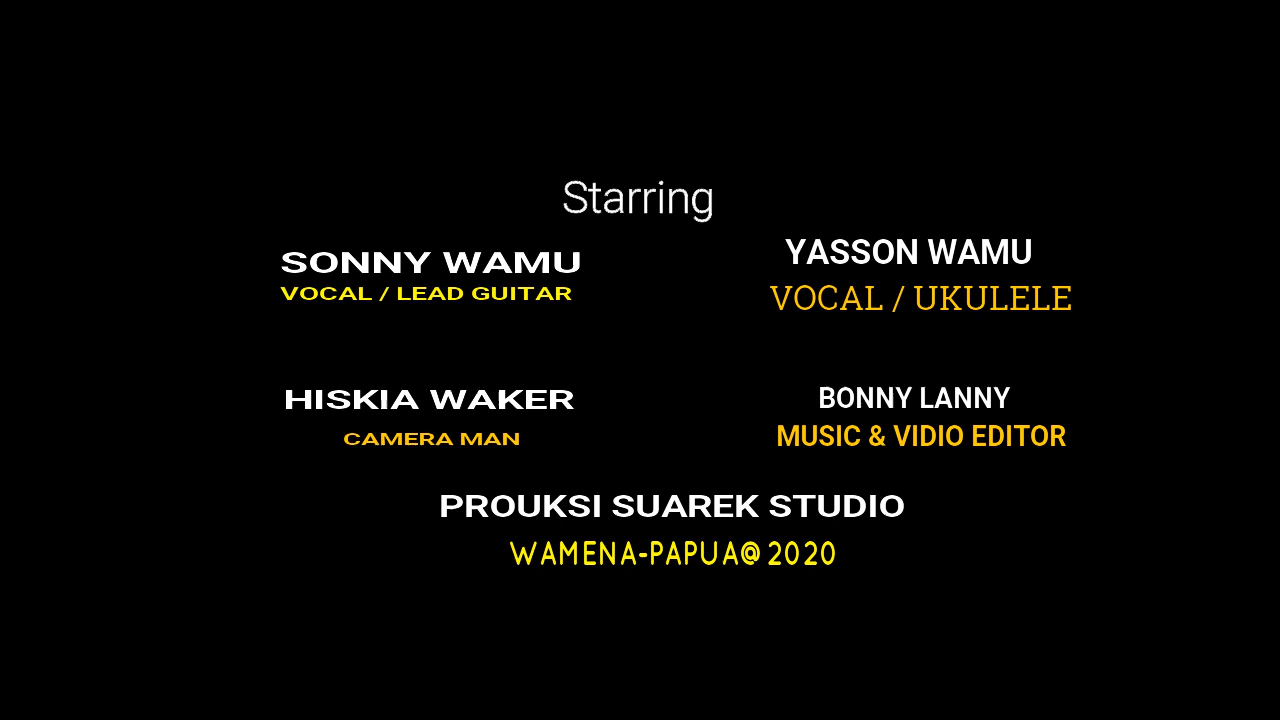 Starring
SONNY WAMU
VOCAL / LEAD GUITAR
YASSON WAMU
VOCAL / UKULELE
HISKIA WAKER
CAMERA MAN
BONNY LANNY
MUSIC & VIDIO EDITOR
PROUKSI SUAREK STUDIO
WAMENA-PAPUA@ 2020